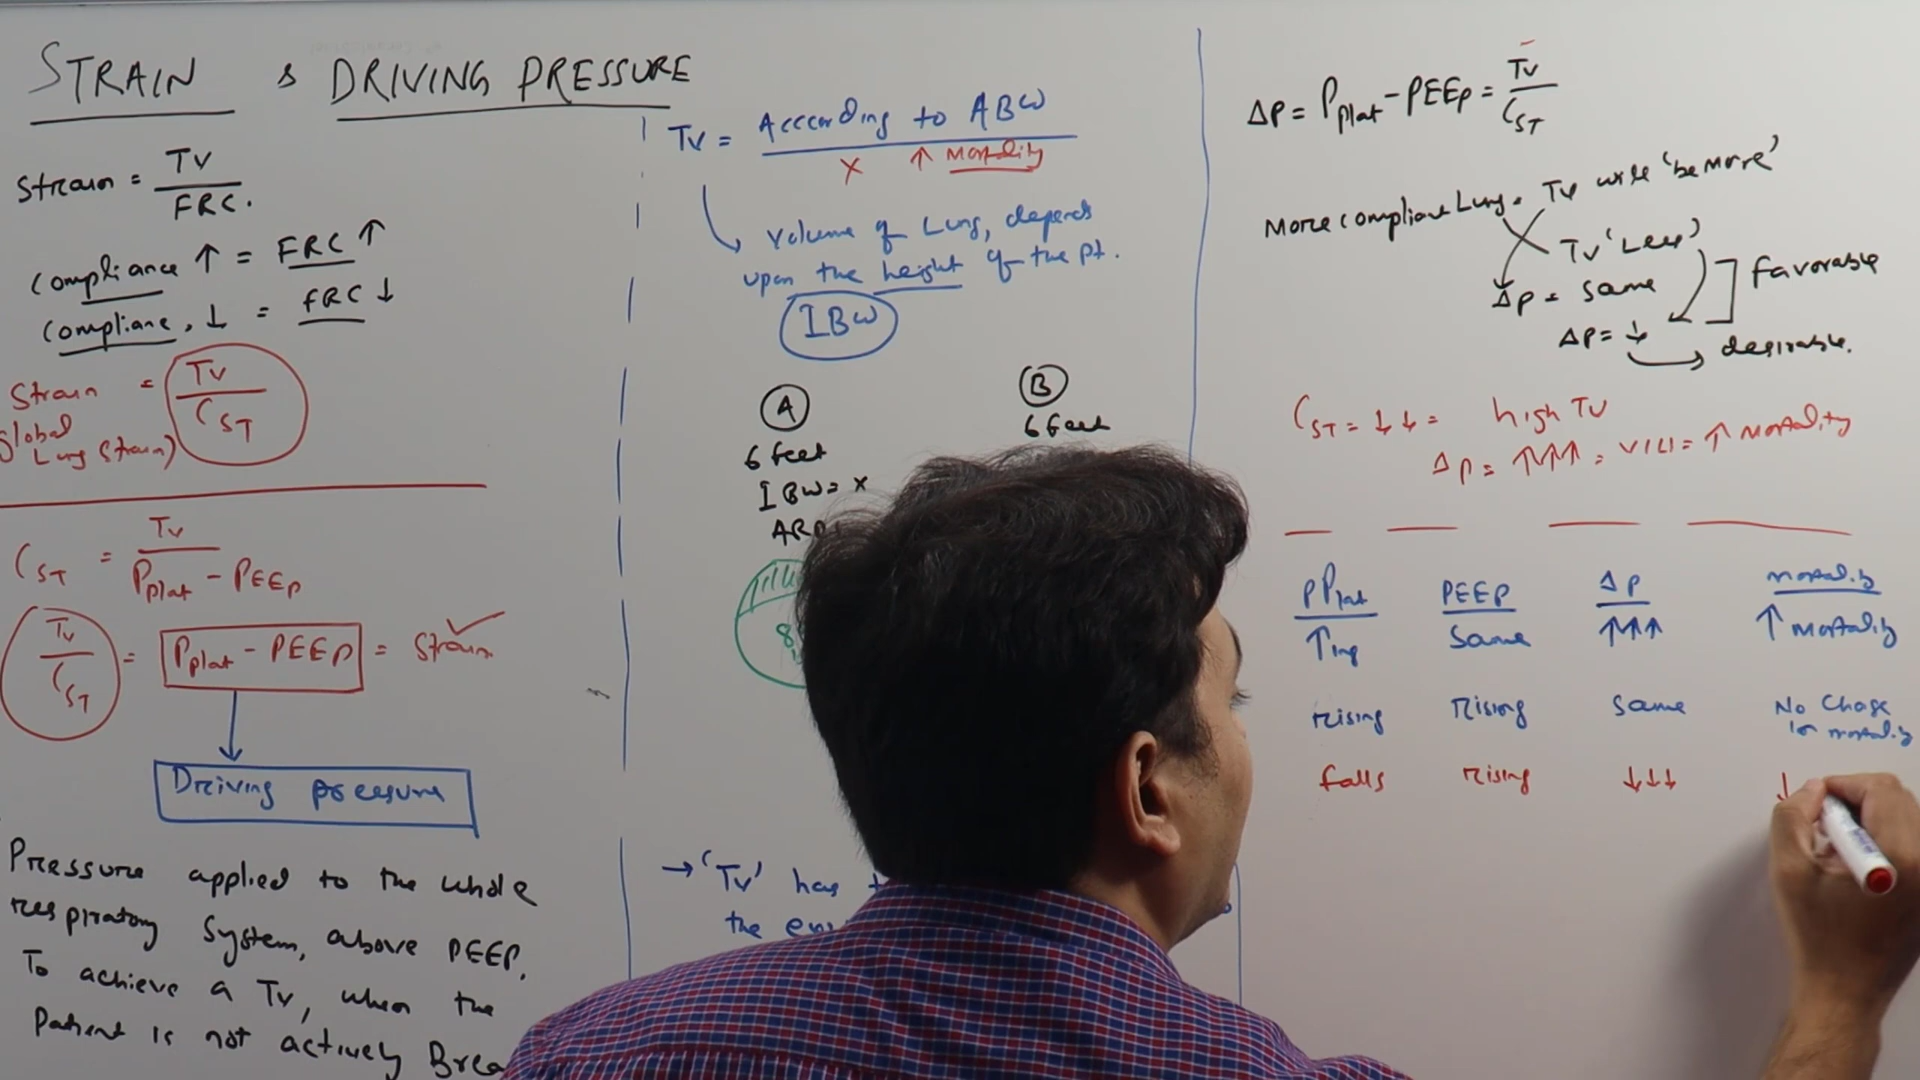 STRAIN & DRIVING PRESSURE
Strain = Tv
FRC.
Compliance ↑ = FRC ↑
Compliane, ↓ = FRC ↓
Strain = Tv
CST
Global
Lung Strain)
CST = Tv
Pplat - PEEP
Tv
CST = Pplat - PEEP = Strain ✓
Driving pressure
Pressure applied to the whole
respiratory system, above PEEP.
To achieve a Tv, when the
Patient is not actively Brea
Tv = According to ABW
X ↑ Mortality
Volume of Lung, depends
upon the height of the pt.
IBW
A
6 feet
IBW = x
B
6 feet
8
→ 'Tv' has
the
ΔP = Pplat - PEEP = Tv
CST
More compliant Lung. Tv will 'be more'
Tv 'Less'
ΔP = Same
favorable
ΔP = ↓
desirable.
CST = ↓↓ = high Tv
ΔP = ↑↑↑ = VILI = ↑ Mortality
PPlat PEEP ΔP mortality
↑ing Same ↑↑↑ ↑ Mortality
rising Rising Same No Chage
in mortality
falls rising ↓↓↓ ↓